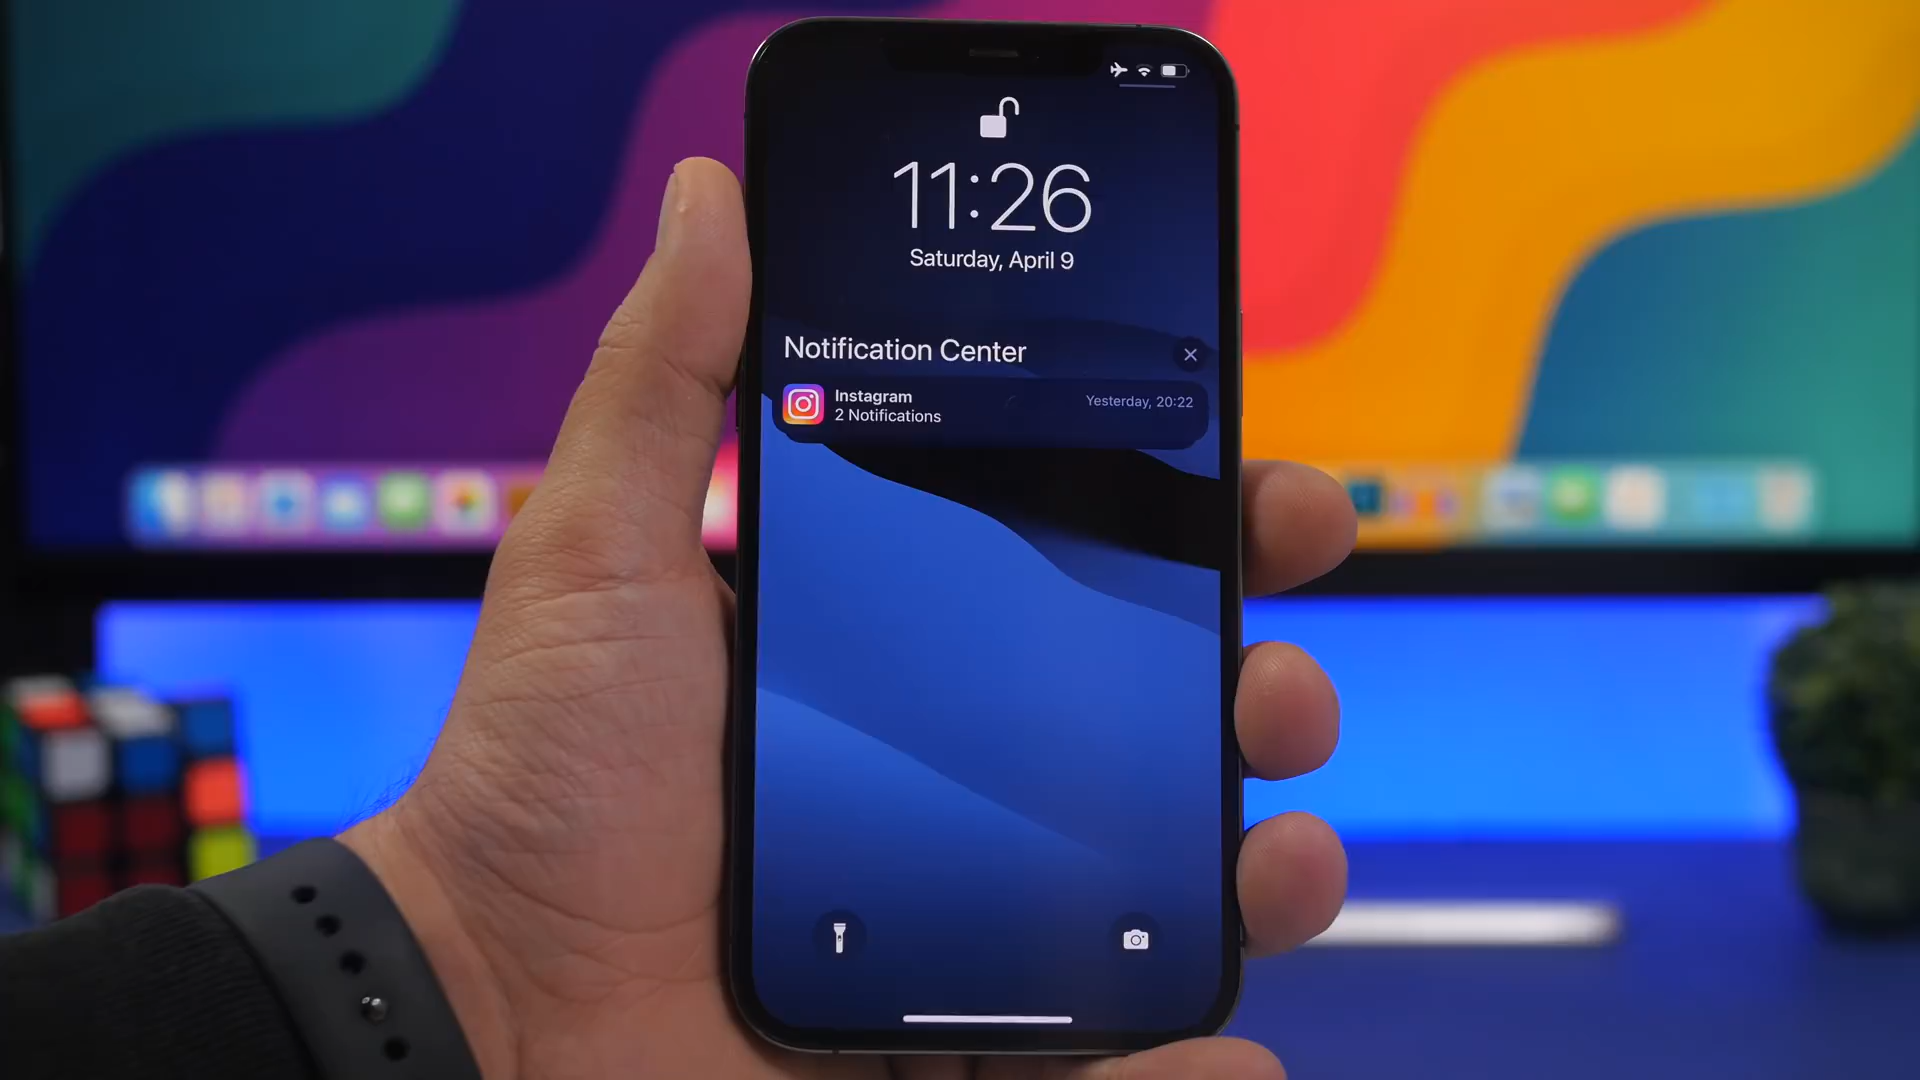 11:26
Saturday, April 9
Notification Center
Instagram
Yesterday, 20:22
2 Notifications